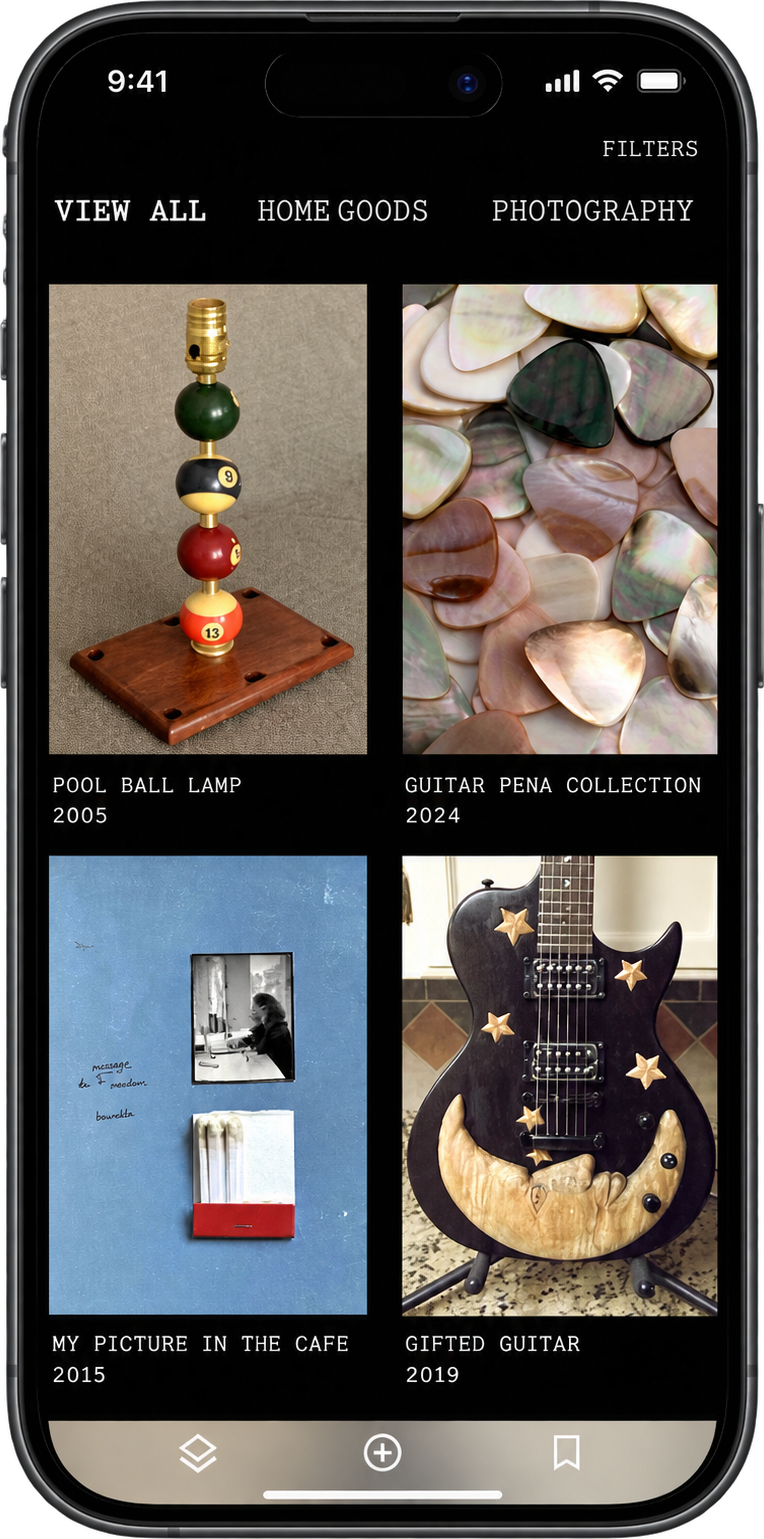 9:41
FILTERS
VIEW ALL HOME GOODS PHOTOGRAPHY
9
13
POOL BALL LAMP
2005
GUITAR PENA COLLECTION
2024
message
to
MY PICTURE IN THE CAFE
2015
GIFTED GUITAR
2019